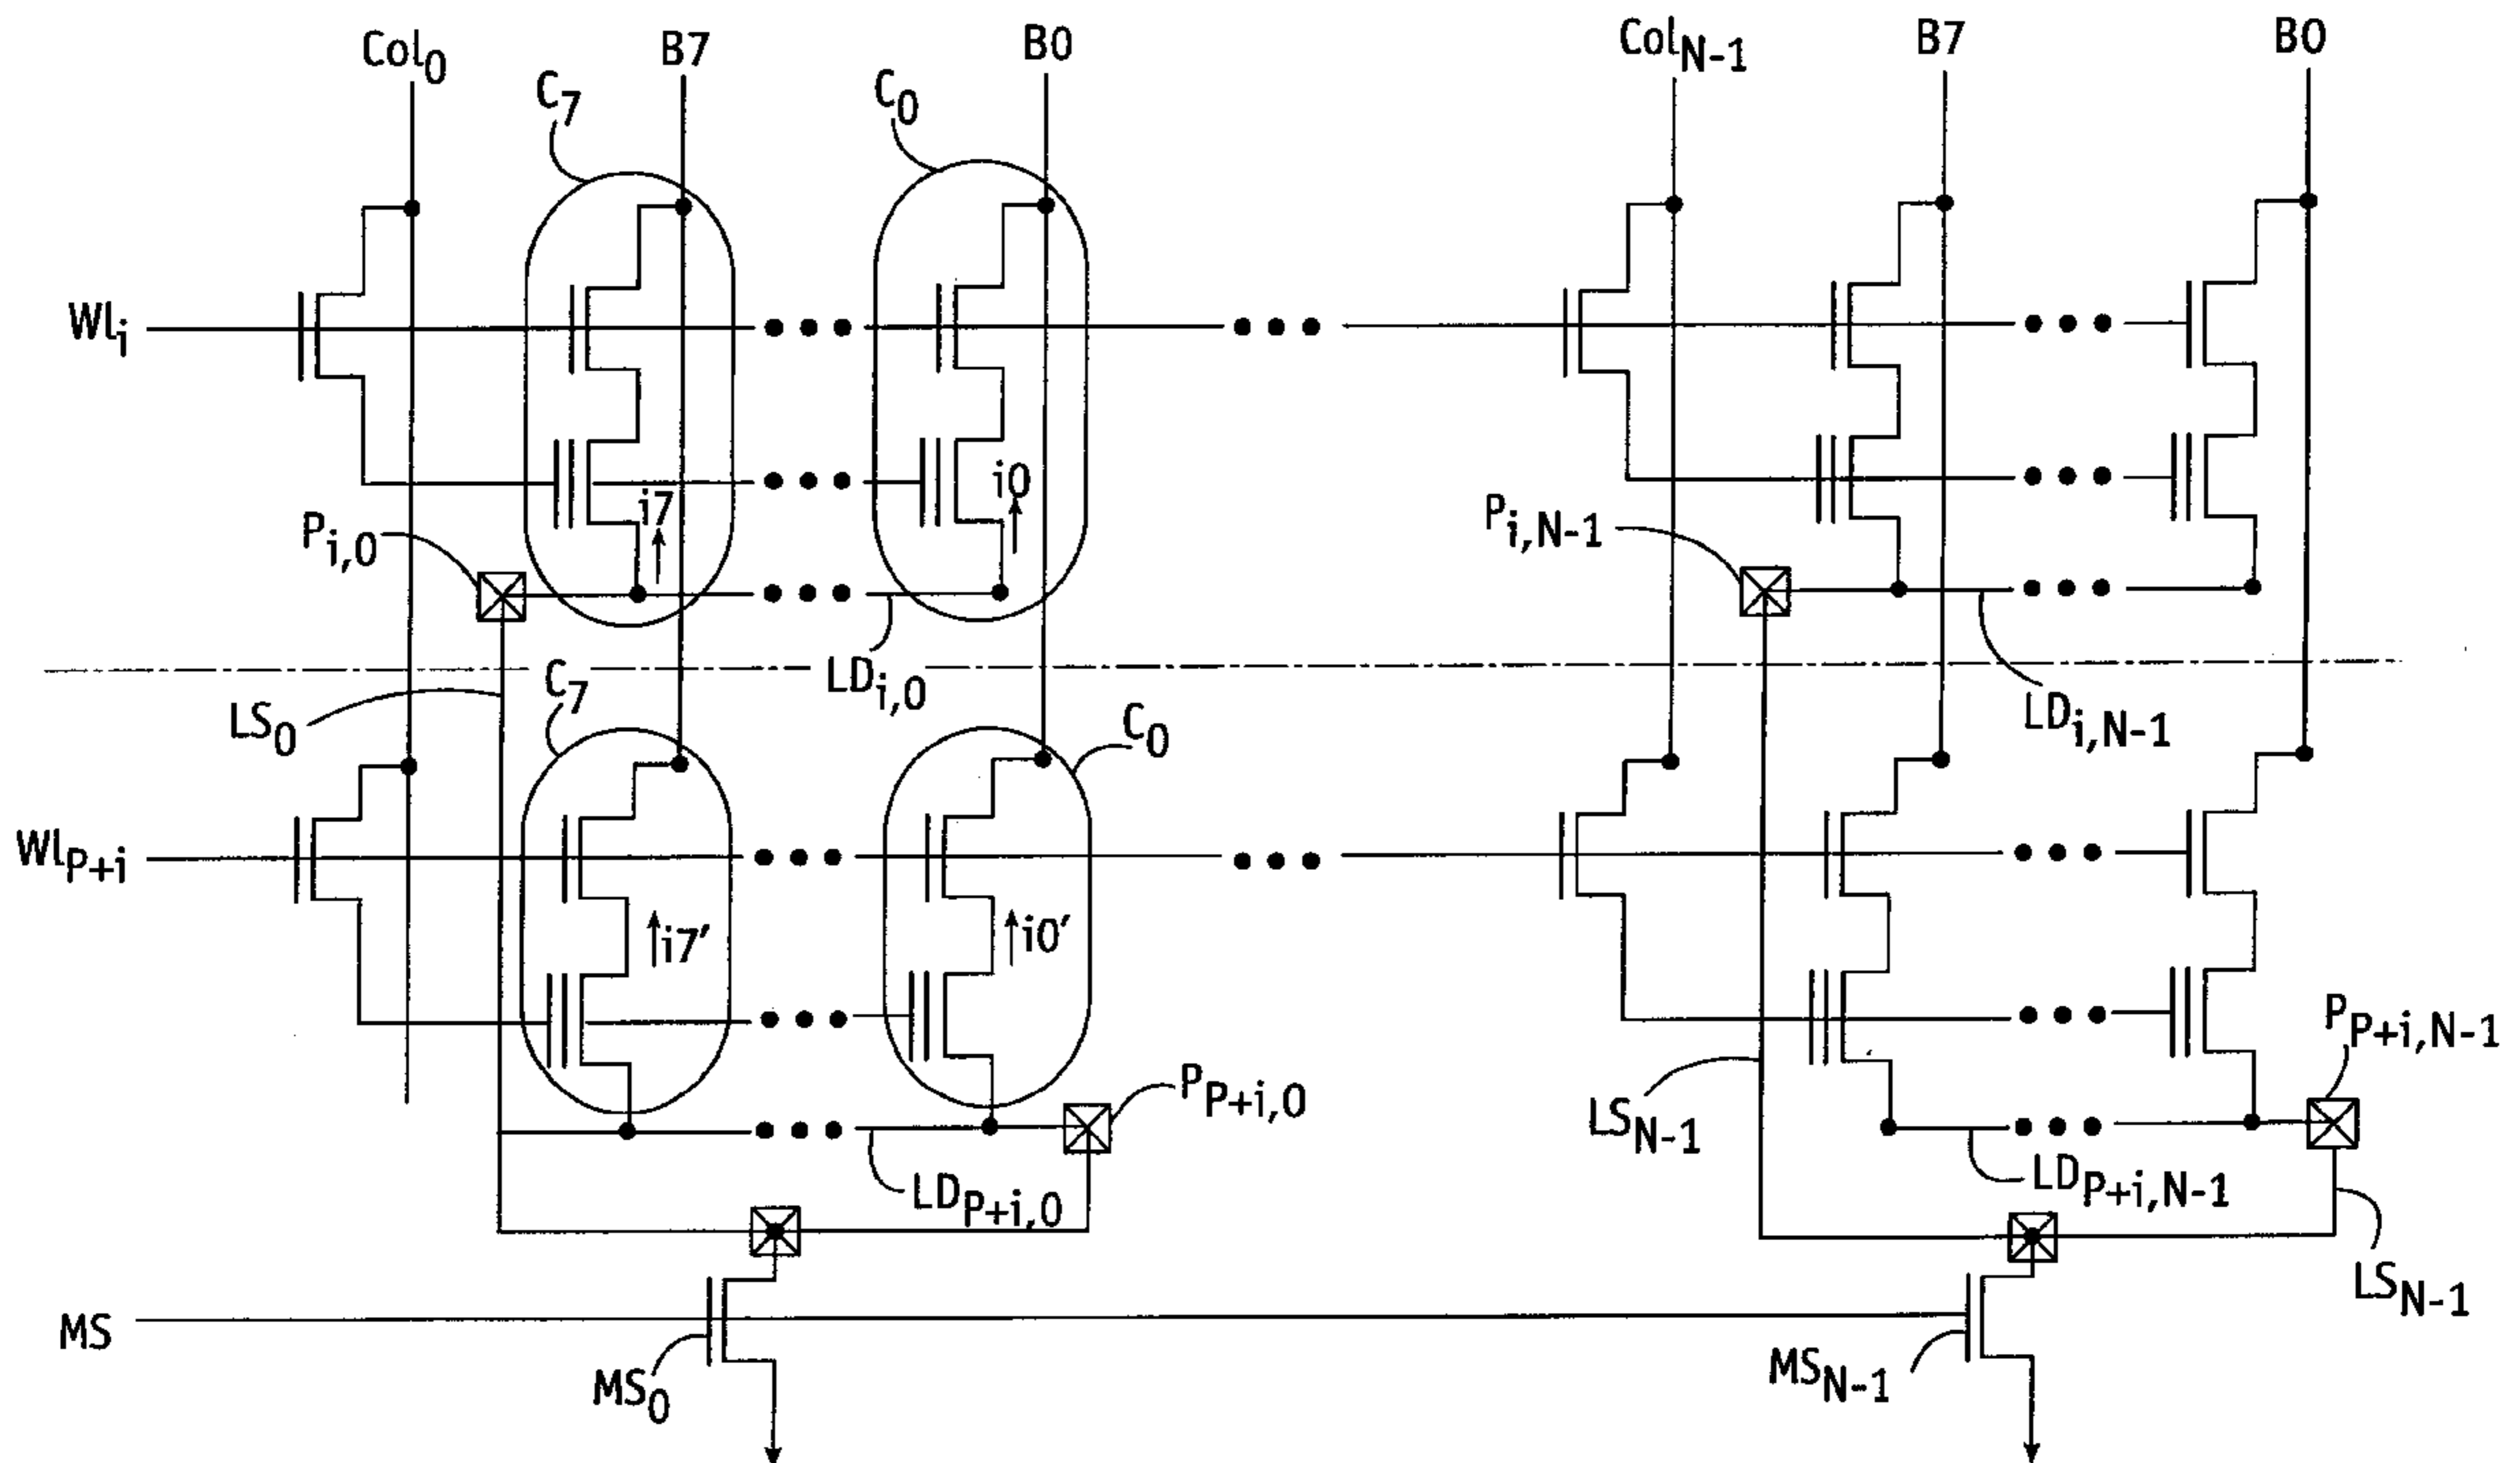 Col0 B7 B0 ColN-1 B7 B0
C7 C0
Wli
i7 i0
Pi,0 Pi,N-1
C7 LDi,0
LS0 C0 LDi,N-1
WlP+i
i7′ i0′
PP+i,N-1
PP+i,0
LSN-1
LDP+i,0 LDP+i,N-1
LSN-1
MS
MS0 MSN-1